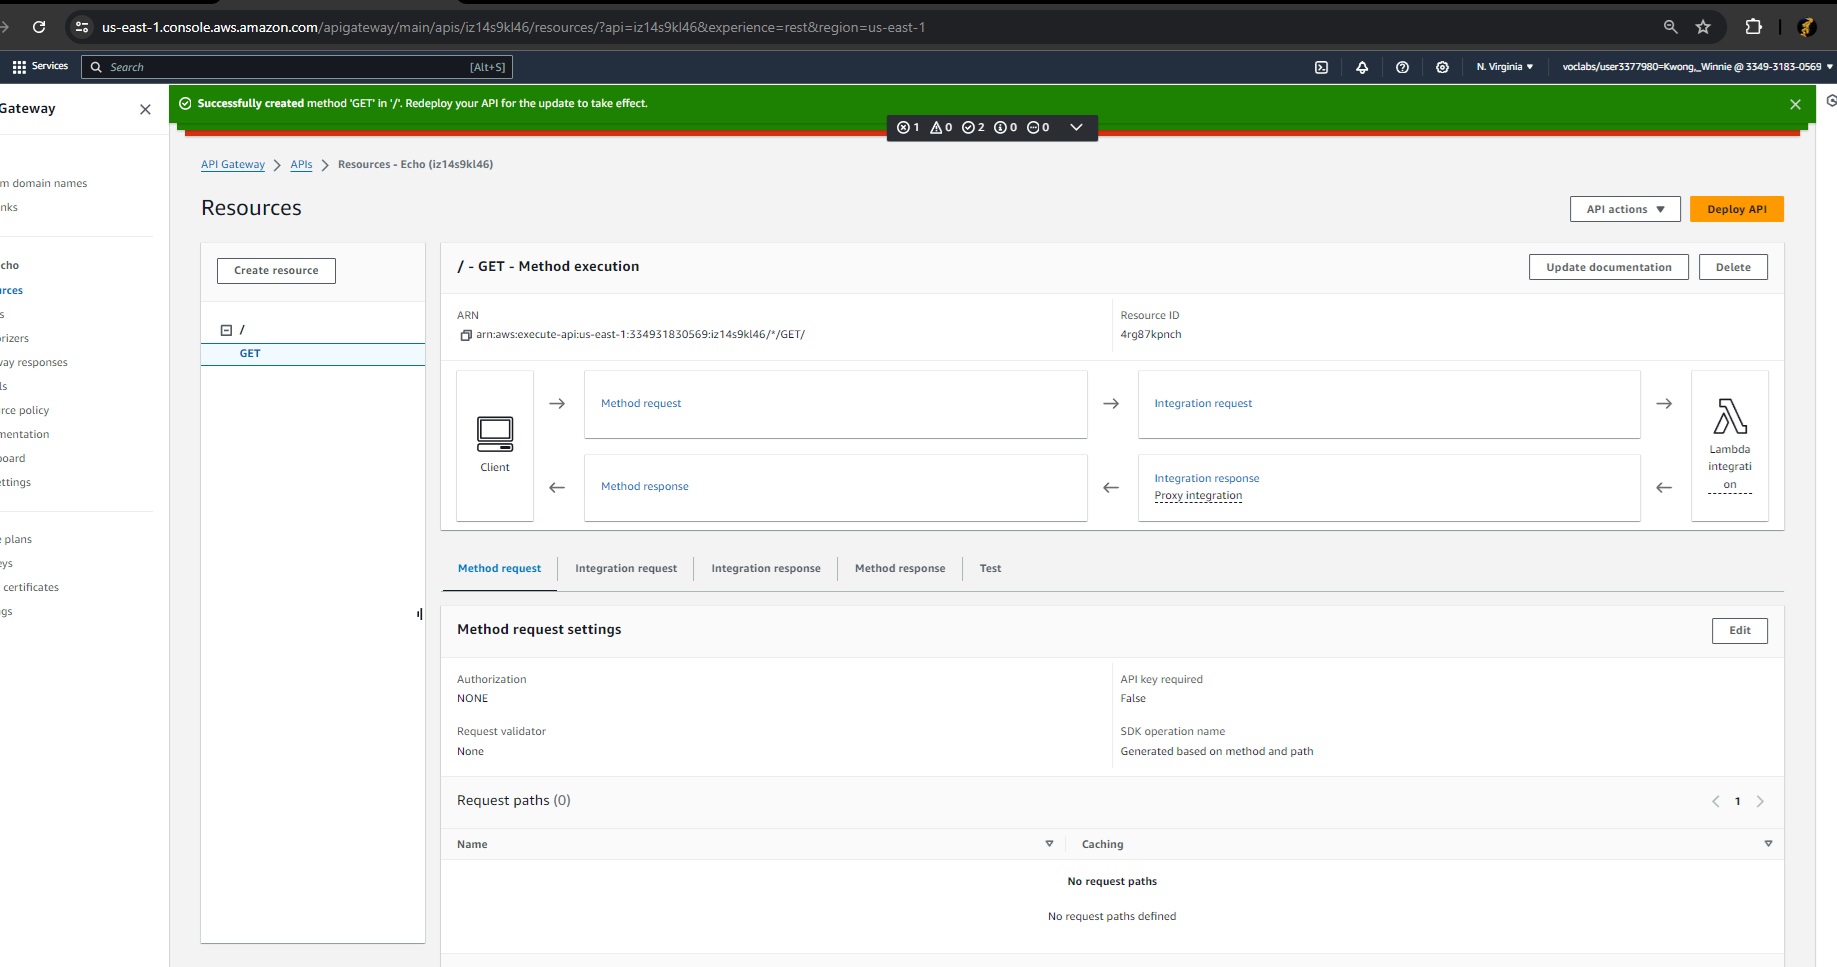 us-east-1.console.aws.amazon.com/apigateway/main/apis/iz14s9kl46/resources/?api=iz14s9kl46&experience=rest&region=us-east-1
Services
Search
[Alt+S]
N. Virginia ▼
voclabs/user3377980=Kwong,_Winnie @ 3349-3183-0569 ▼
Gateway
Successfully created method 'GET' in '/'. Redeploy your API for the update to take effect.
1 0 2 0 0
API Gateway > APIs > Resources - Echo (iz14s9kl46)
m domain names
nks
cho
rces
s
rizers
vay responses
ls
rce policy
mentation
board
ettings
e plans
eys
t certificates
gs
Resources
API actions ▼
Deploy API
Create resource
/
GET
/ - GET - Method execution
Update documentation
Delete
ARN
arn:aws:execute-api:us-east-1:334931830569:iz14s9kl46/*/GET/
Resource ID
4rg87kpnch
Client
Method request
Integration request
Method response
Integration response
Proxy integration
Lambda
integrati
on
Method request
Integration request
Integration response
Method response
Test
Method request settings
Edit
Authorization
NONE
API key required
False
Request validator
None
SDK operation name
Generated based on method and path
Request paths (0)
1
Name
Caching
No request paths
No request paths defined